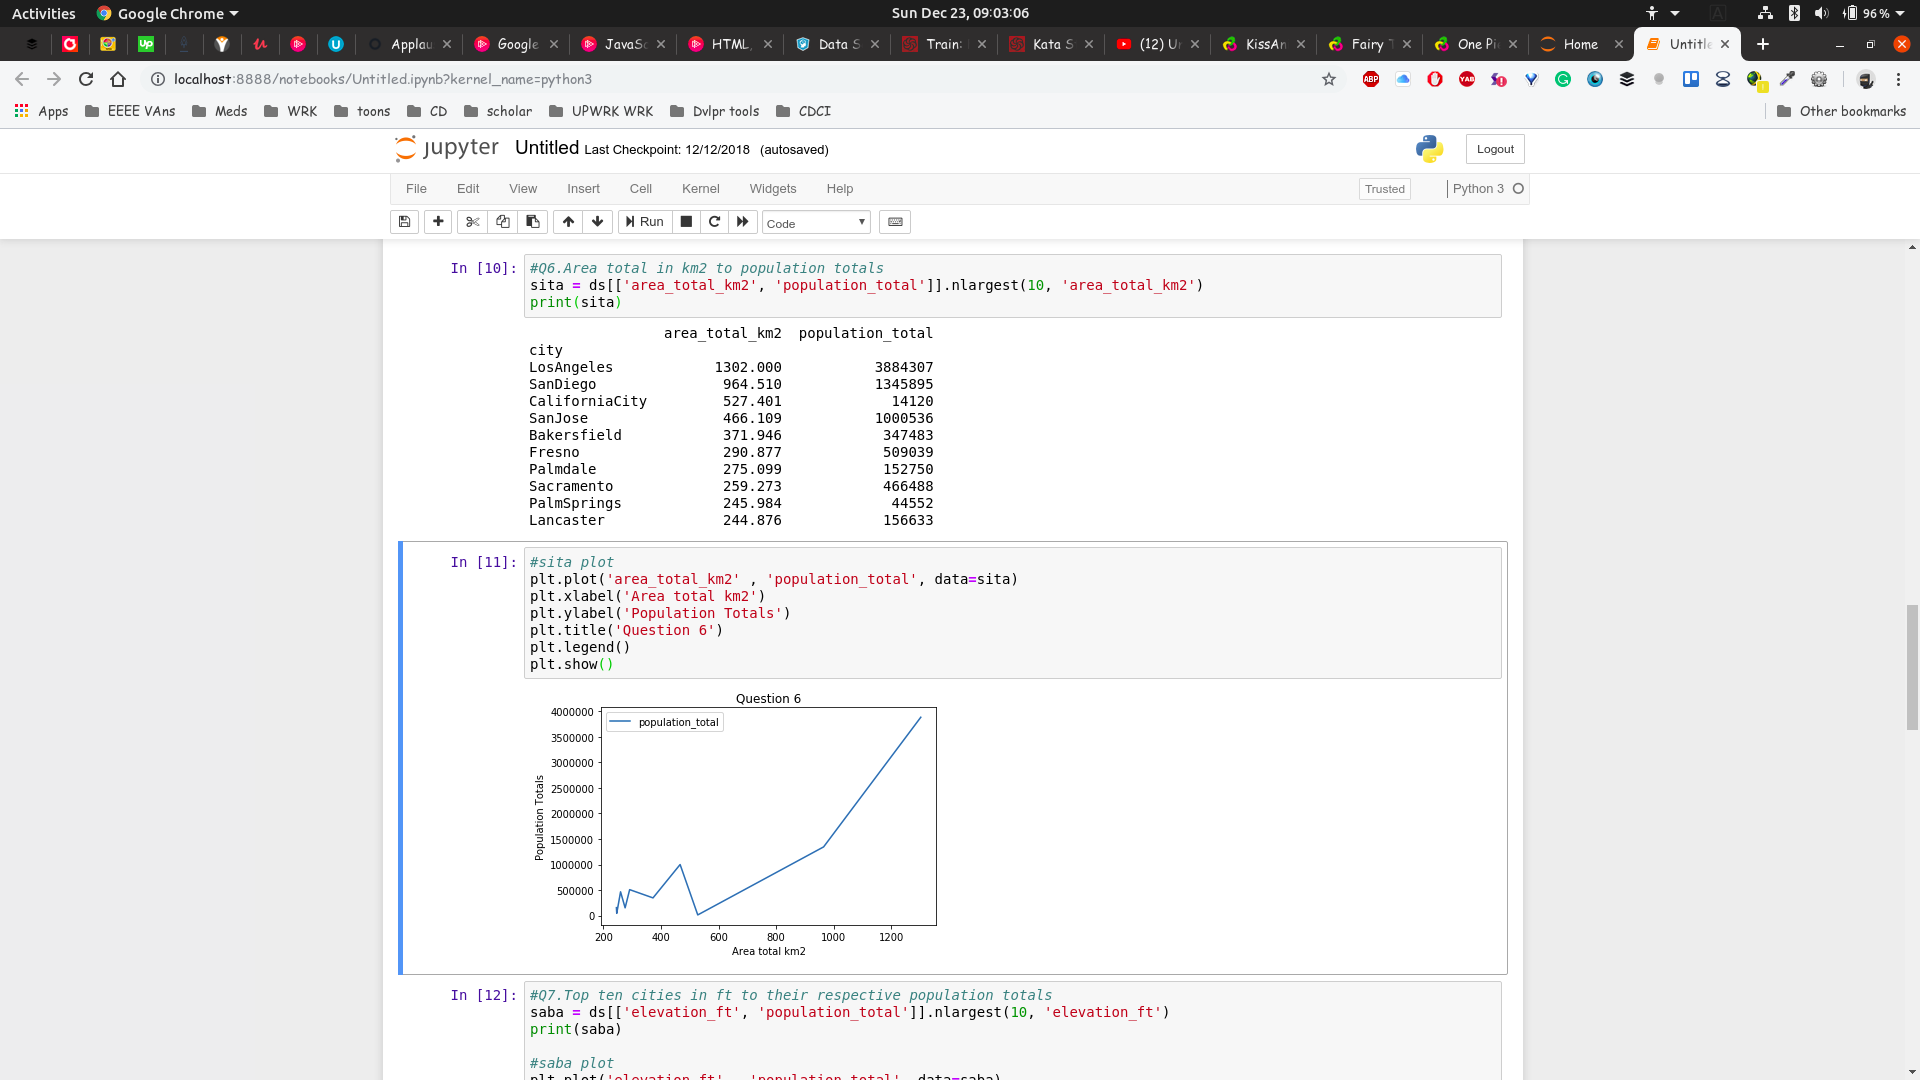 Activities
Google Chrome
Sun Dec 23, 09:03:06
96 %
Applau
Google
JavaSc
HTML,
Data S
Train:
Kata S
(12) Ur
KissAn
Fairy T
One Pi
Home
Untitle
localhost:8888/notebooks/Untitled.ipynb?kernel_name=python3
Apps
EEEE VAns
Meds
WRK
toons
CD
scholar
UPWRK WRK
Dvlpr tools
CDCI
Other bookmarks
jupyter
Untitled Last Checkpoint: 12/12/2018 (autosaved)
Logout
File Edit View Insert Cell Kernel Widgets Help
Trusted
Python 3
Run
Code
In [10]:
#Q6.Area total in km2 to population totals
sita = ds[['area_total_km2', 'population_total']].nlargest(10, 'area_total_km2')
print(sita)
area_total_km2 population_total
city
LosAngeles 1302.000 3884307
SanDiego 964.510 1345895
CaliforniaCity 527.401 14120
SanJose 466.109 1000536
Bakersfield 371.946 347483
Fresno 290.877 509039
Palmdale 275.099 152750
Sacramento 259.273 466488
PalmSprings 245.984 44552
Lancaster 244.876 156633
In [11]:
#sita plot
plt.plot('area_total_km2' , 'population_total', data=sita)
plt.xlabel('Area total km2')
plt.ylabel('Population Totals')
plt.title('Question 6')
plt.legend()
plt.show()
Question 6
population_total
4000000
3500000
3000000
2500000
2000000
1500000
1000000
500000
0
Population Totals
200 400 600 800 1000 1200
Area total km2
In [12]:
#Q7.Top ten cities in ft to their respective population totals
saba = ds[['elevation_ft', 'population_total']].nlargest(10, 'elevation_ft')
print(saba)
#saba plot
plt.plot('elevation_ft' , 'population_total', data=saba)